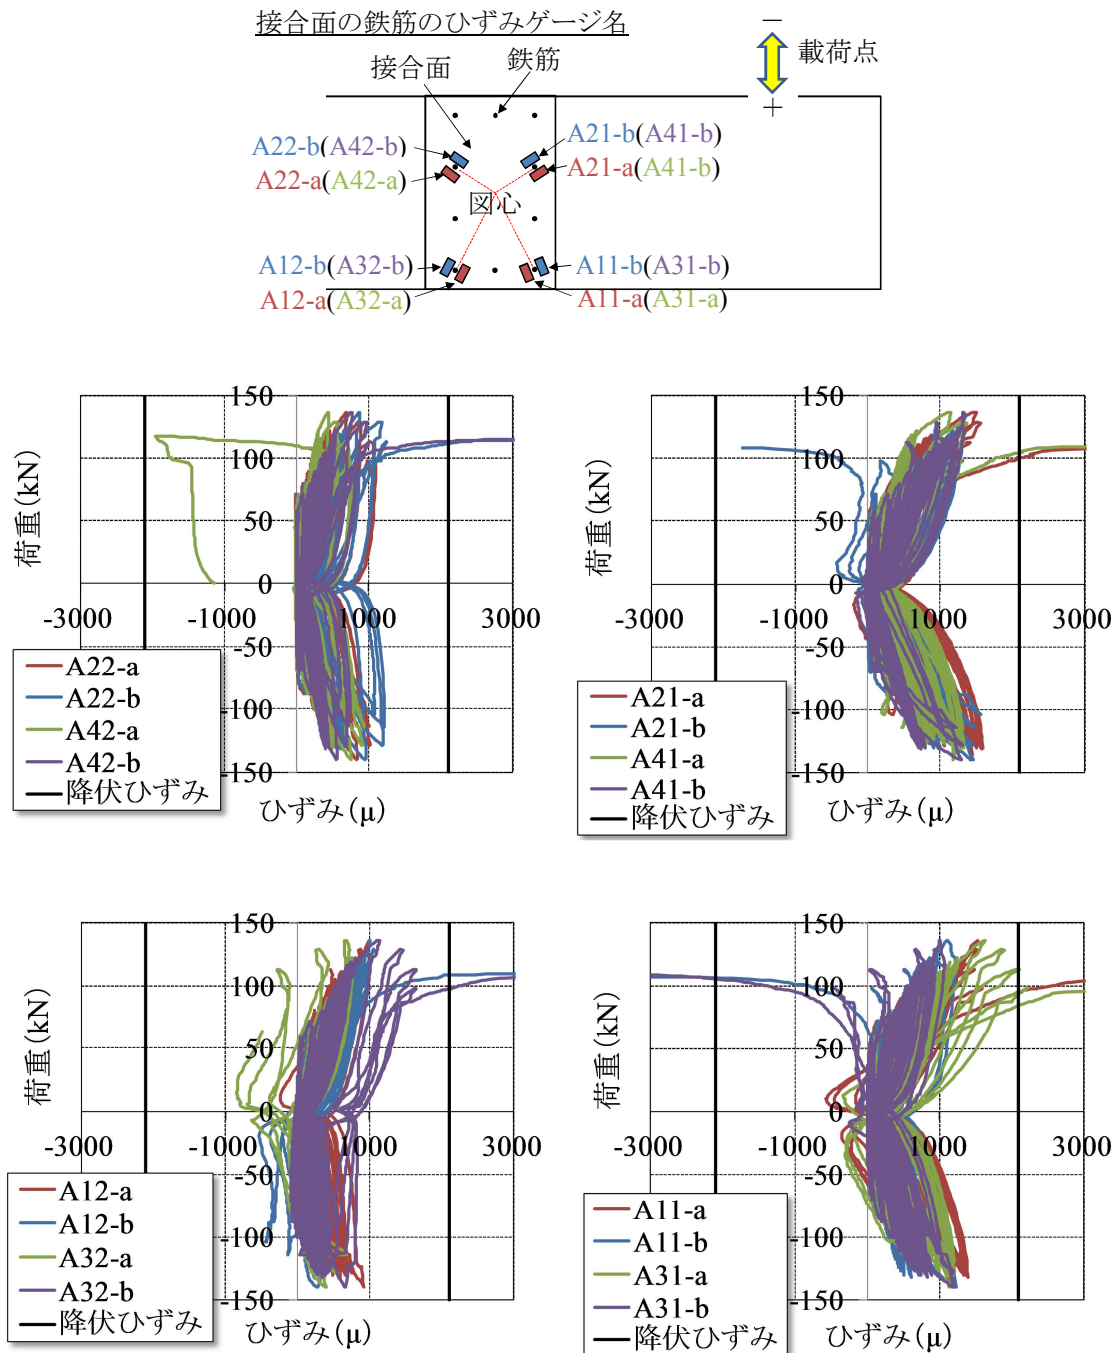 接合面の鉄筋のひずみゲージ名
－
載荷点
＋
接合面
鉄筋
A22-b(A42-b)
A21-b(A41-b)
A22-a(A42-a)
A21-a(A41-b)
図心
A12-b(A32-b)
A11-b(A31-b)
A12-a(A32-a)
A11-a(A31-a)
荷重(kN)
150
100
50
0
-3000
-1000
1000
3000
-50
-100
-150
A22-a
A22-b
A42-a
A42-b
降伏ひずみ
ひずみ(μ)
荷重(kN)
150
100
50
0
-3000
-1000
1000
3000
-50
-100
-150
A21-a
A21-b
A41-a
A41-b
降伏ひずみ
ひずみ(μ)
荷重(kN)
150
100
50
0
-3000
-1000
1000
3000
-50
-100
-150
A12-a
A12-b
A32-a
A32-b
降伏ひずみ
ひずみ(μ)
荷重(kN)
150
100
50
0
-3000
-1000
1000
3000
-50
-100
-150
A11-a
A11-b
A31-a
A31-b
降伏ひずみ
ひずみ(μ)